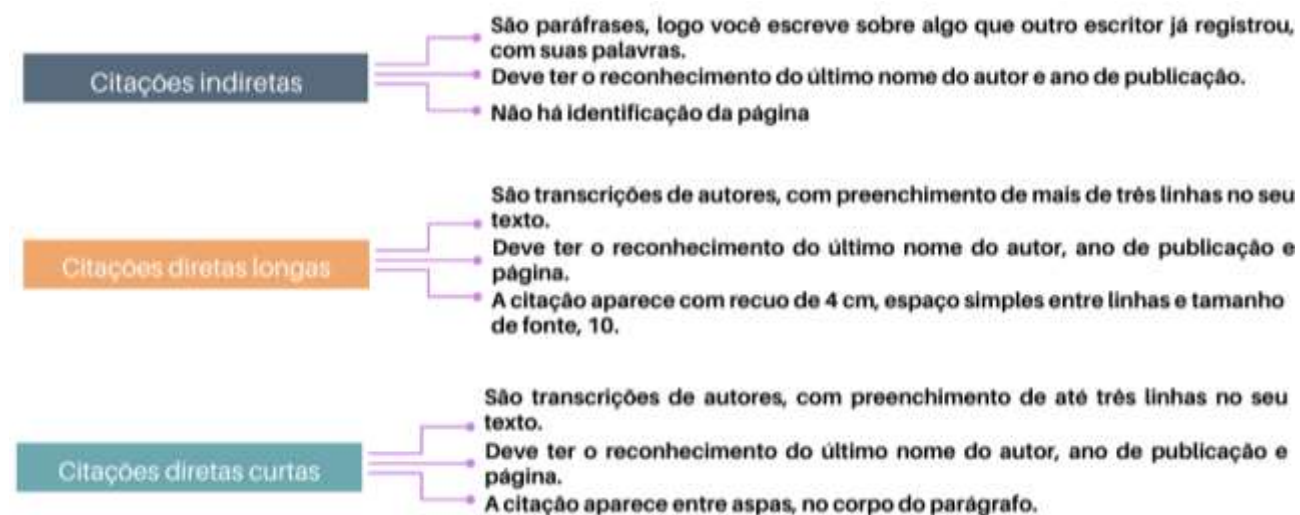 Citações indiretas
São paráfrases, logo você escreve sobre algo que outro escritor já registrou,
com suas palavras.
Deve ter o reconhecimento do último nome do autor e ano de publicação.
Não há identificação da página
Citações diretas longas
São transcrições de autores, com preenchimento de mais de três linhas no seu
texto.
Deve ter o reconhecimento do último nome do autor, ano de publicação e
página.
A citação aparece com recuo de 4 cm, espaço simples entre linhas e tamanho
de fonte, 10.
Citações diretas curtas
São transcrições de autores, com preenchimento de até três linhas no seu
texto.
Deve ter o reconhecimento do último nome do autor, ano de publicação e
página.
A citação aparece entre aspas, no corpo do parágrafo.